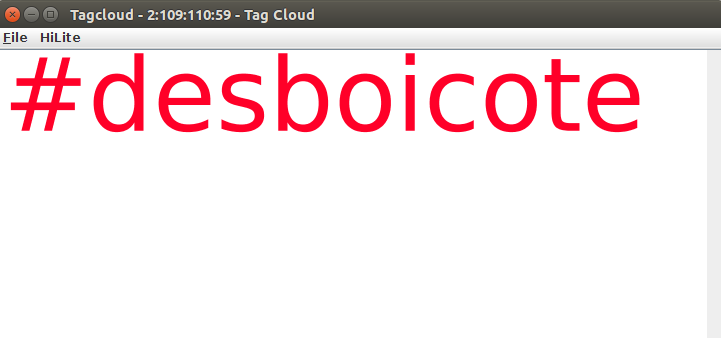 Tagcloud - 2:109:110:59 - Tag Cloud
File HiLite
#desboicote